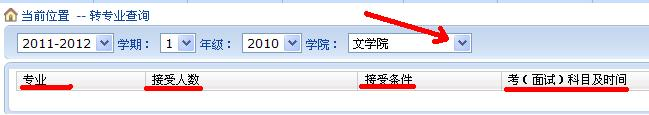 当前位置 -- 转专业查询
2011-2012 学期： 1 年级： 2010 学院： 文学院
专业 接受人数 接受条件 考（面试）科目及时间